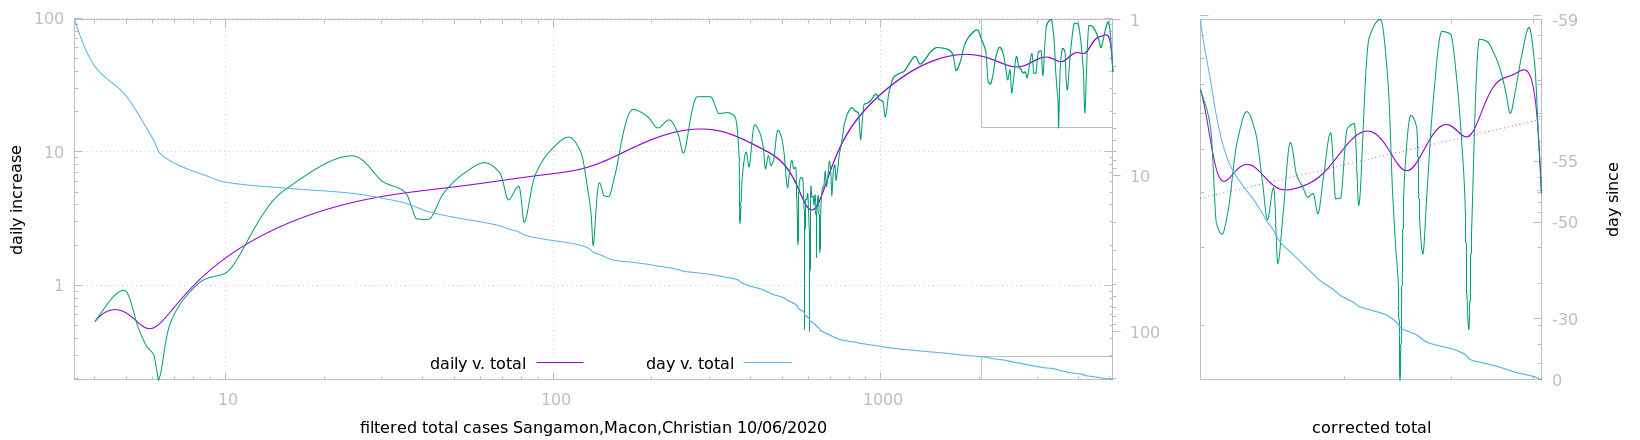 100
10
1
daily increase
10
100
1000
filtered total cases Sangamon,Macon,Christian 10/06/2020
daily v. total
day v. total
1
10
100
-59
-55
-50
-30
0
day since
corrected total